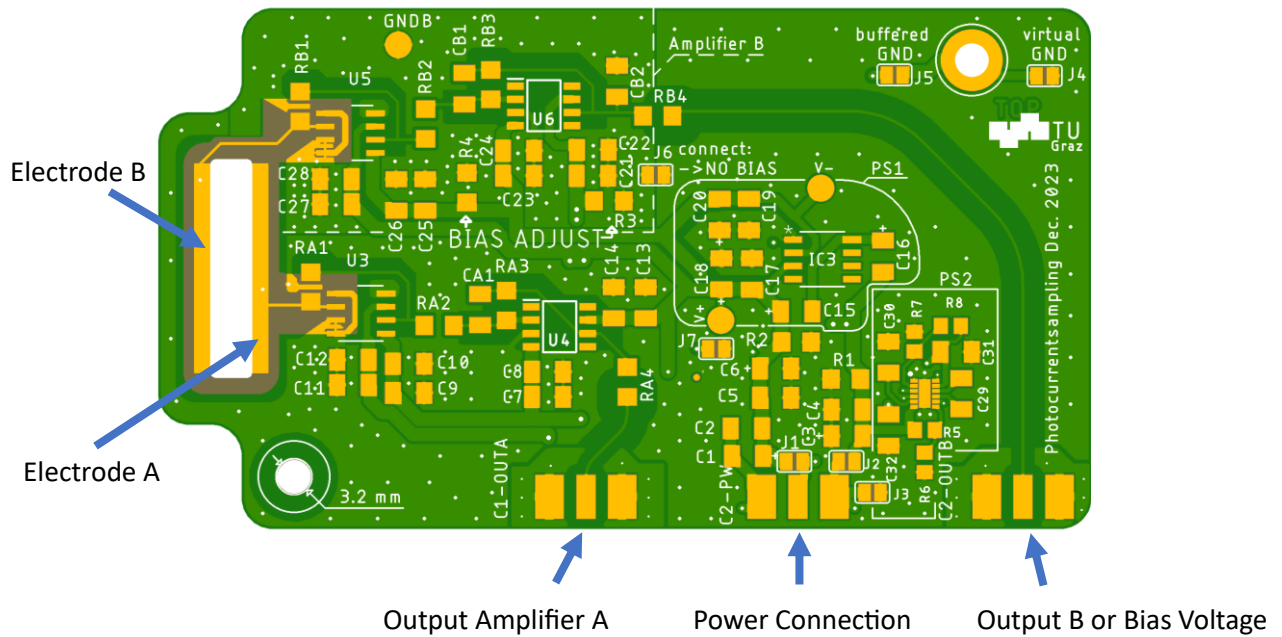 GNDB
RB1
U5
RB2
CB1
RB3
U6
CB2
RB4
Amplifier B
buffered
GND
J5
virtual
GND
J4
TOP
TU
Graz
Electrode B
C28
C27
C26
C25
R4
C24
C23
C22
C21
R3
J6
connect:
->NO BIAS
V-
PS1
BIAS ADJUST
C20
C19
C18
C17
*
IC3
C16
C14
C13
RA1
U3
RA2
CA1
RA3
U4
RA4
V+
C15
R2
J7
PS2
C30
R7
R8
C31
C29
R5
R6
C32
C12
C11
C10
C9
C8
C7
C6
C5
R1
C4
C3
C2
C1
J1
J2
J3
Electrode A
3.2 mm
C1-OUTA
C2-PW
C2-OUTB
Photocurrentsampling Dec. 2023
Output Amplifier A
Power Connection
Output B or Bias Voltage